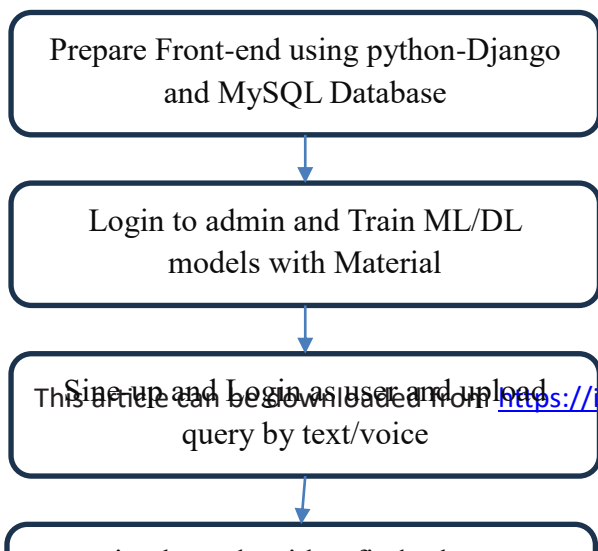 Prepare Front-end using python-Django
and MySQL Database
Login to admin and Train ML/DL
models with Material
Sine-up and Login as user and upload
This article can be downloaded from https://i
query by text/voice